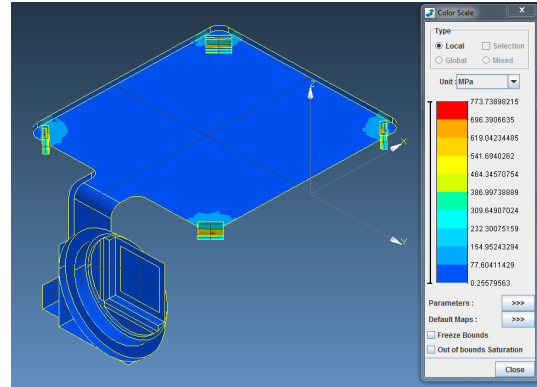 Color Scale
X
Type
Local
Selection
Global
Mixed
Unit : MPa
773.73898215
696.3906635
619.04234485
541.6940262
464.34570754
386.99738889
309.64907024
232.30075159
154.95243294
77.60411429
0.25579563
Parameters :
>>>
Default Maps :
>>>
Freeze Bounds
Out of bounds Saturation
Close
Z
X
Y